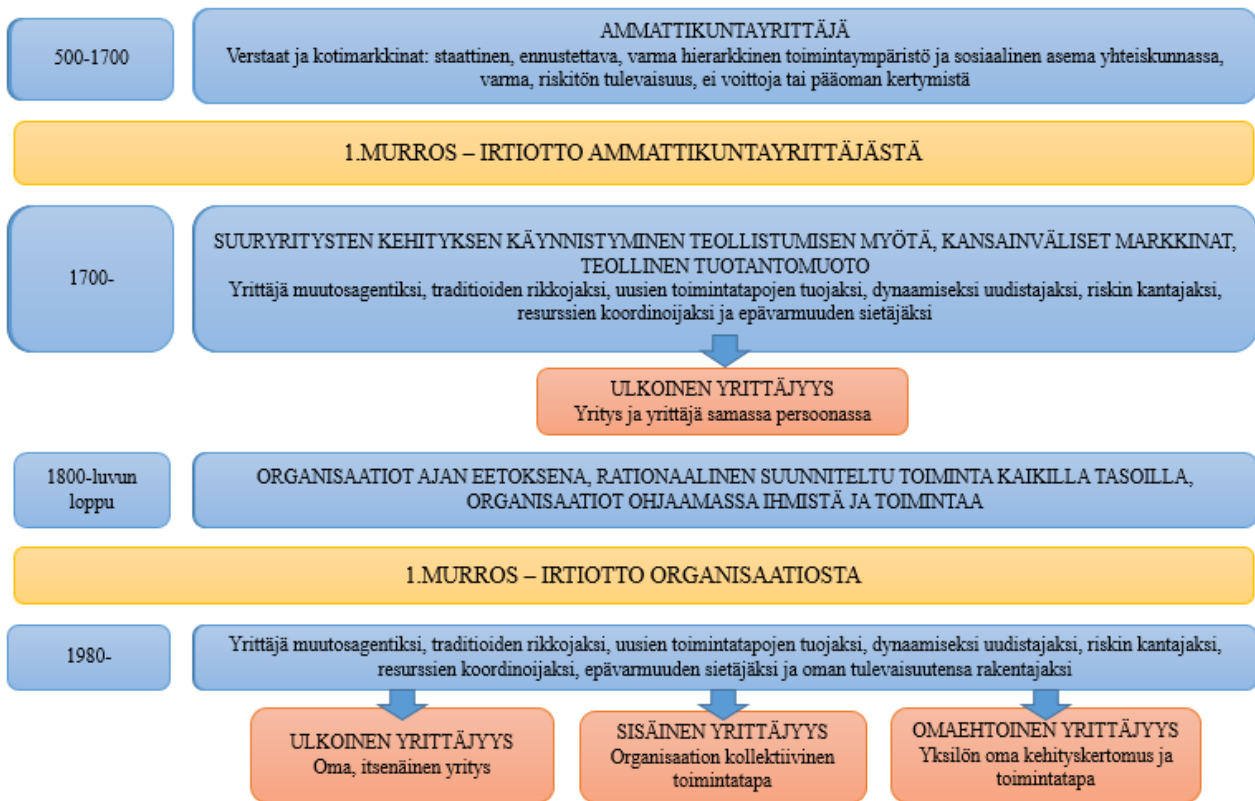 500-1700
AMMATTIKUNTAYRITTÄJÄ
Verstaat ja kotimarkkinat: staattinen, ennustettava, varma hierarkkinen toimintaympäristö ja sosiaalinen asema yhteiskunnassa,
varma, riskitön tulevaisuus, ei voittoja tai pääoman kertymistä
1.MURROS – IRTIOTTO AMMATTIKUNTAYRITTÄJÄSTÄ
1700-
SUURYRITYSTEN KEHITYKSEN KÄYNNISTYMINEN TEOLLISTUMISEN MYÖTÄ, KANSAINVÄLISET MARKKINAT,
TEOLLINEN TUOTANTOMUOTO
Yrittäjä muutosagentiksi, traditioiden rikkojaksi, uusien toimintatapojen tuojaksi, dynaamiseksi uudistajaksi, riskin kantajaksi,
resurssien koordinoijaksi ja epävarmuuden sietäjäksi
ULKOINEN YRITTÄJYYS
Yritys ja yrittäjä samassa persoonassa
1800-luvun
loppu
ORGANISAATIOT AJAN EETOKSENA, RATIONAALINEN SUUNNITELTU TOIMINTA KAIKILLA TASOILLA,
ORGANISAATIOT OHJAAMASSA IHMISTÄ JA TOIMINTAA
1.MURROS – IRTIOTTO ORGANISAATIOSTA
1980-
Yrittäjä muutosagentiksi, traditioiden rikkojaksi, uusien toimintatapojen tuojaksi, dynaamiseksi uudistajaksi, riskin kantajaksi,
resurssien koordinoijaksi, epävarmuuden sietäjäksi ja oman tulevaisuutensa rakentajaksi
ULKOINEN YRITTÄJYYS
Oma, itsenäinen yritys
SISÄINEN YRITTÄJYYS
Organisaation kollektiivinen
toimintatapa
OMAEHTOINEN YRITTÄJYYS
Yksilön oma kehityskertomus ja
toimintatapa